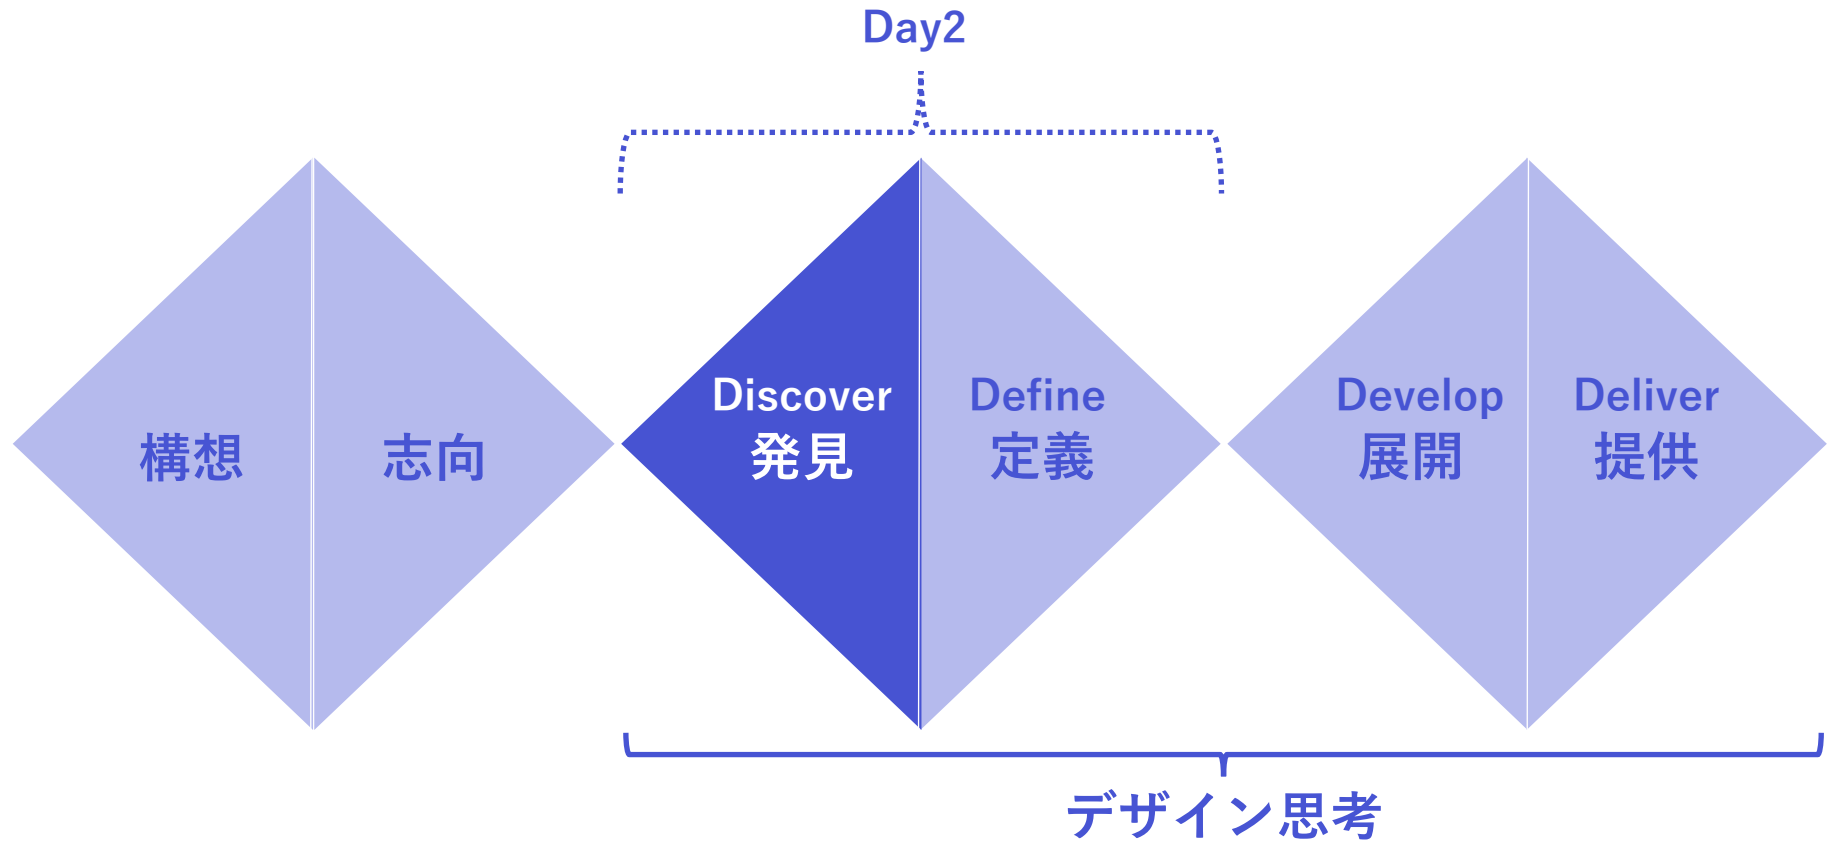 Day2
構想
志向
Discover
発見
Define
定義
Develop
展開
Deliver
提供
デザイン思考